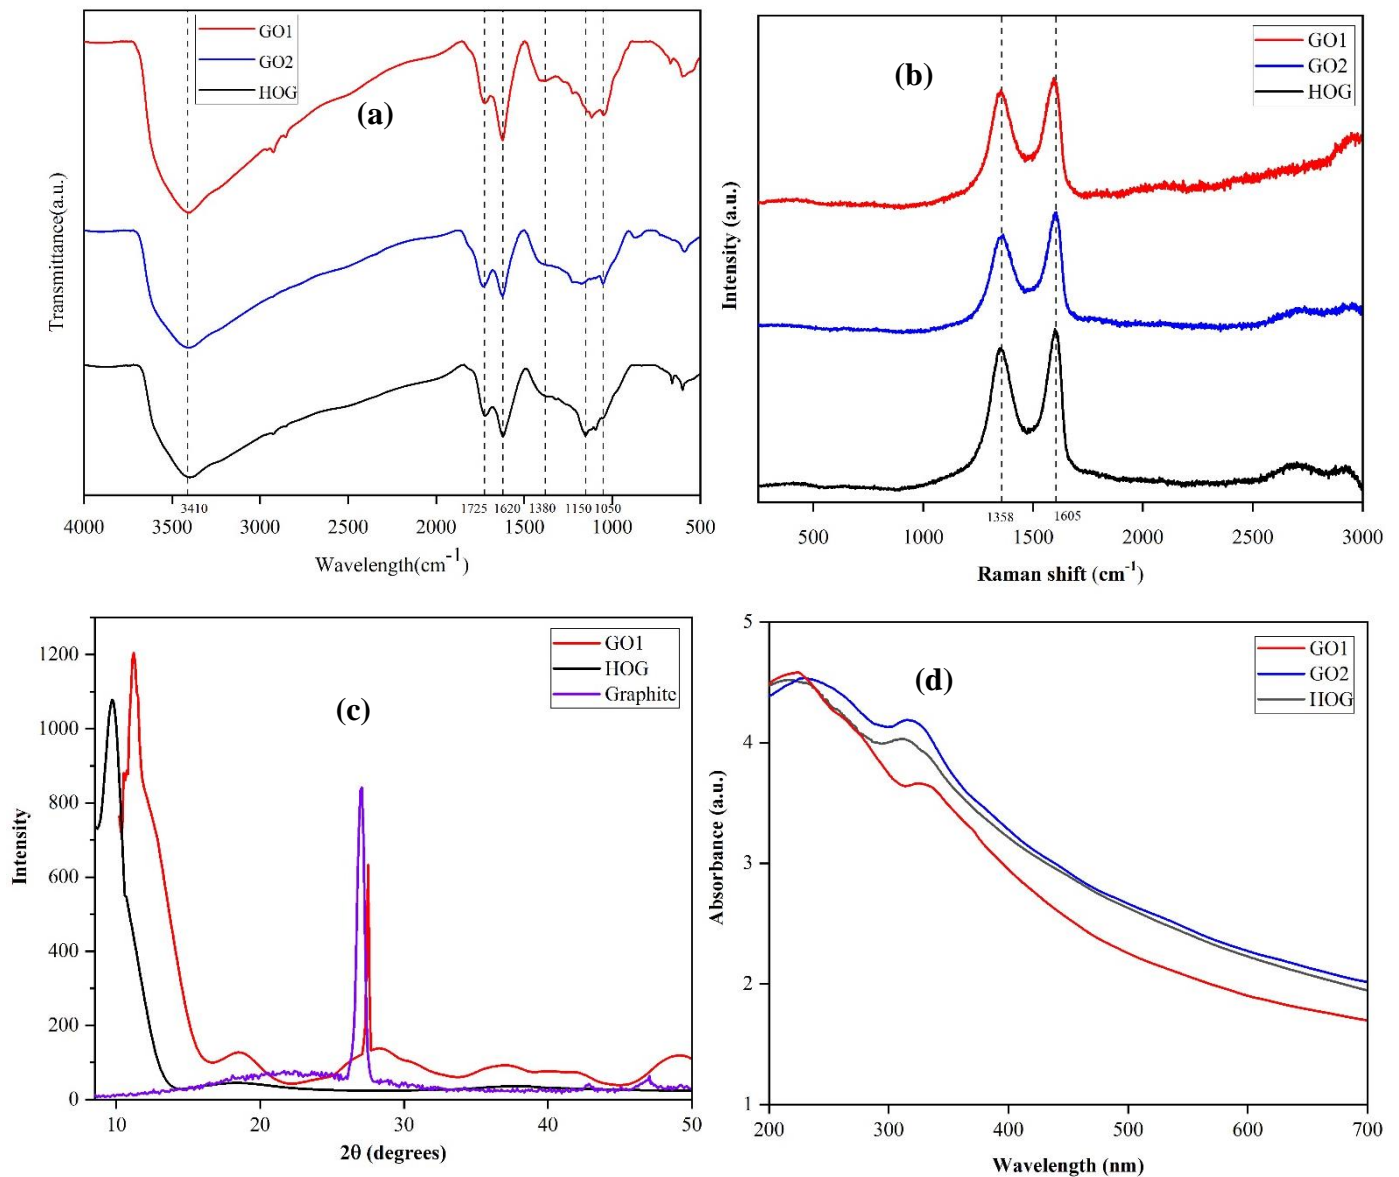 GO1
GO2
HOG
(a)
Transmittance(a.u.)
3410
1725 1620 1380 1150 1050
4000 3500 3000 2500 2000 1500 1000 500
Wavelength(cm-1)
GO1
GO2
HOG
(b)
Intensity (a.u.)
1358
1605
500 1000 1500 2000 2500 3000
Raman shift (cm-1)
GO1
HOG
Graphite
(c)
Intensity
1200
1000
800
600
400
200
0
10 20 30 40 50
2θ (degrees)
GO1
GO2
HOG
(d)
Absorbance (a.u.)
5
4
3
2
1
200 300 400 500 600 700
Wavelength (nm)